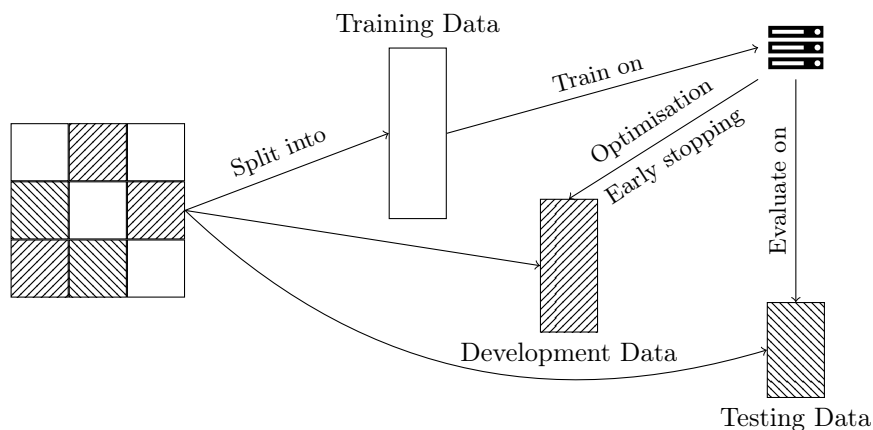 Training Data
Split into
Train on
Optimisation
Early stopping
Evaluate on
Development Data
Testing Data